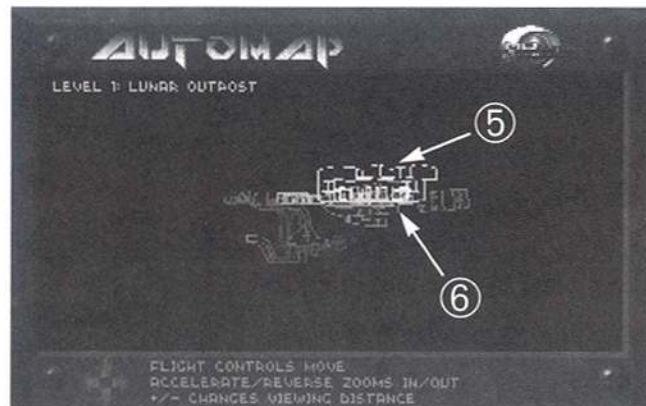 AUTOMAP
LEVEL 1: LUNAR OUTPOST
⑤
⑥
FLIGHT CONTROLS MOVE
ACCELERATE/REVERSE ZOOMS IN/OUT
+/- CHANGES VIEWING DISTANCE